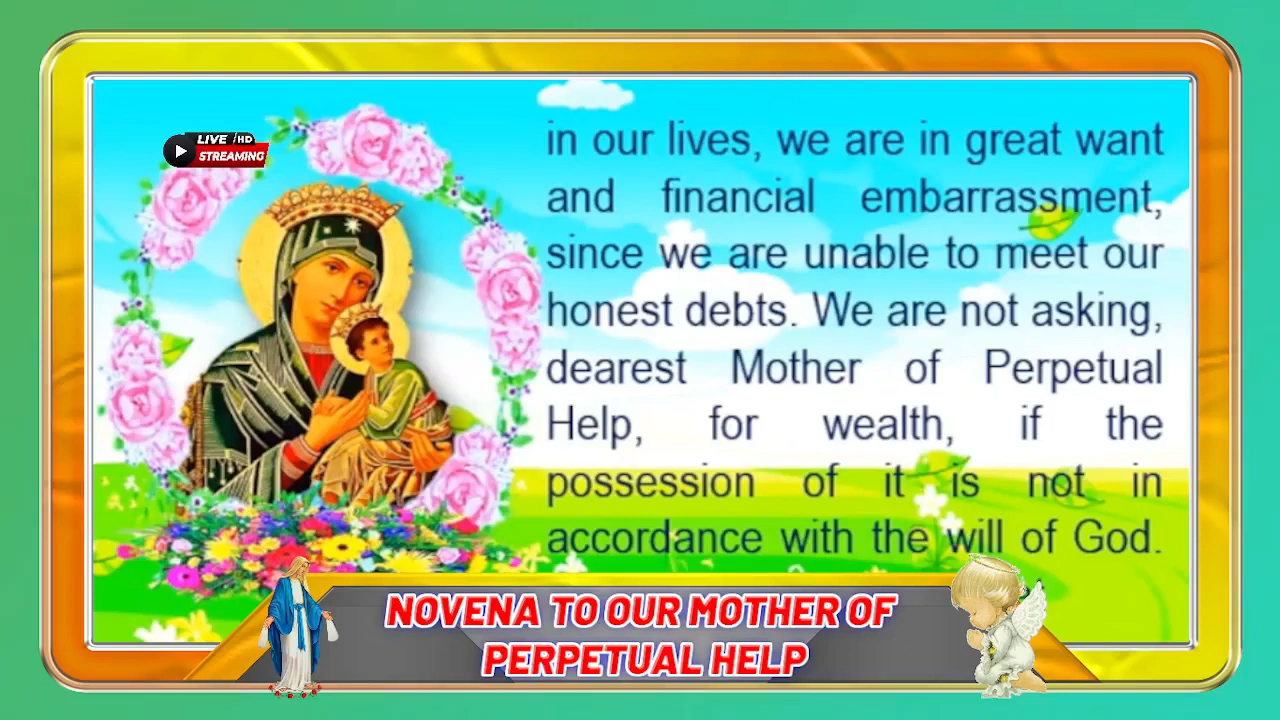 LIVE /HD
STREAMING
in our lives, we are in great want
and financial embarrassment,
since we are unable to meet our
honest debts. We are not asking,
dearest Mother of Perpetual
Help, for wealth, if the
possession of it is not in
accordance with the will of God.
NOVENA TO OUR MOTHER OF
PERPETUAL HELP